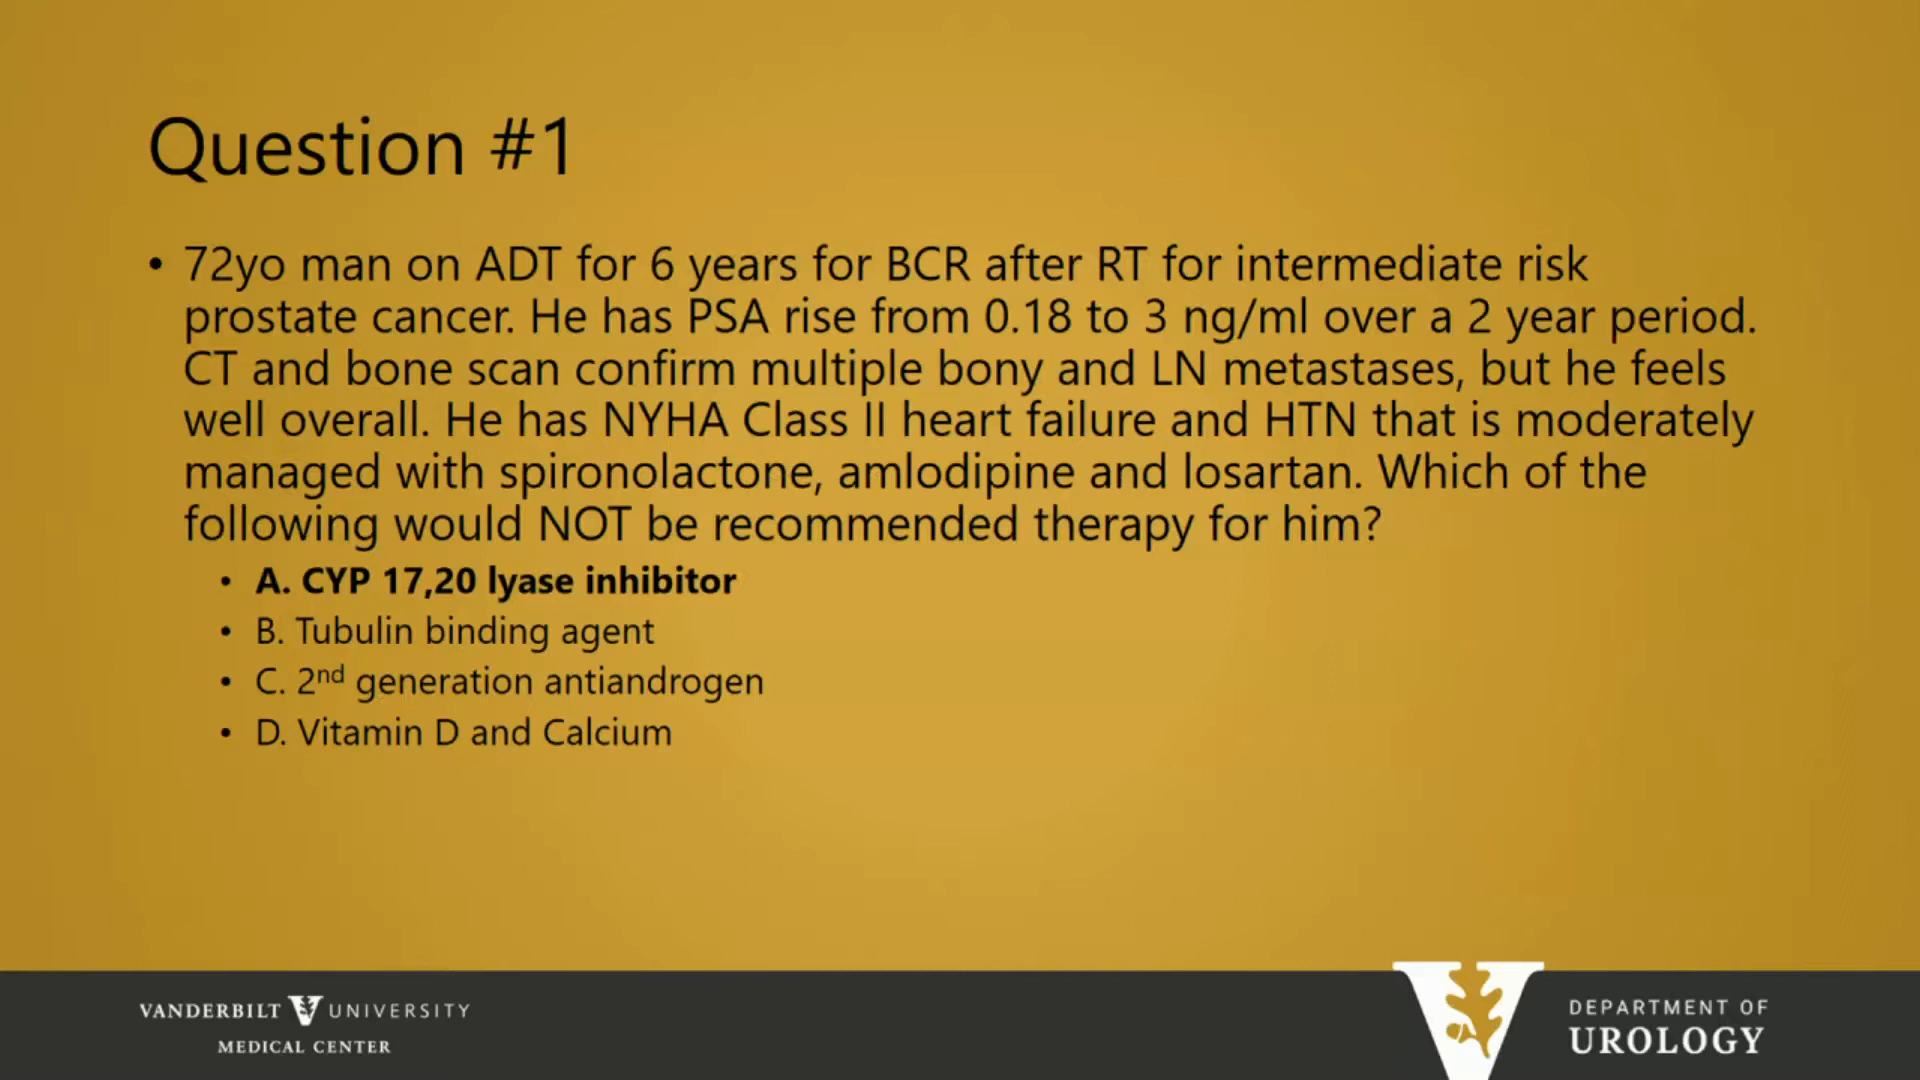 Question #1
• 72yo man on ADT for 6 years for BCR after RT for intermediate risk
prostate cancer. He has PSA rise from 0.18 to 3 ng/ml over a 2 year period.
CT and bone scan confirm multiple bony and LN metastases, but he feels
well overall. He has NYHA Class II heart failure and HTN that is moderately
managed with spironolactone, amlodipine and losartan. Which of the
following would NOT be recommended therapy for him?
• A. CYP 17,20 lyase inhibitor
• B. Tubulin binding agent
• C. 2nd generation antiandrogen
• D. Vitamin D and Calcium
VANDERBILT V UNIVERSITY
MEDICAL CENTER
DEPARTMENT OF
UROLOGY